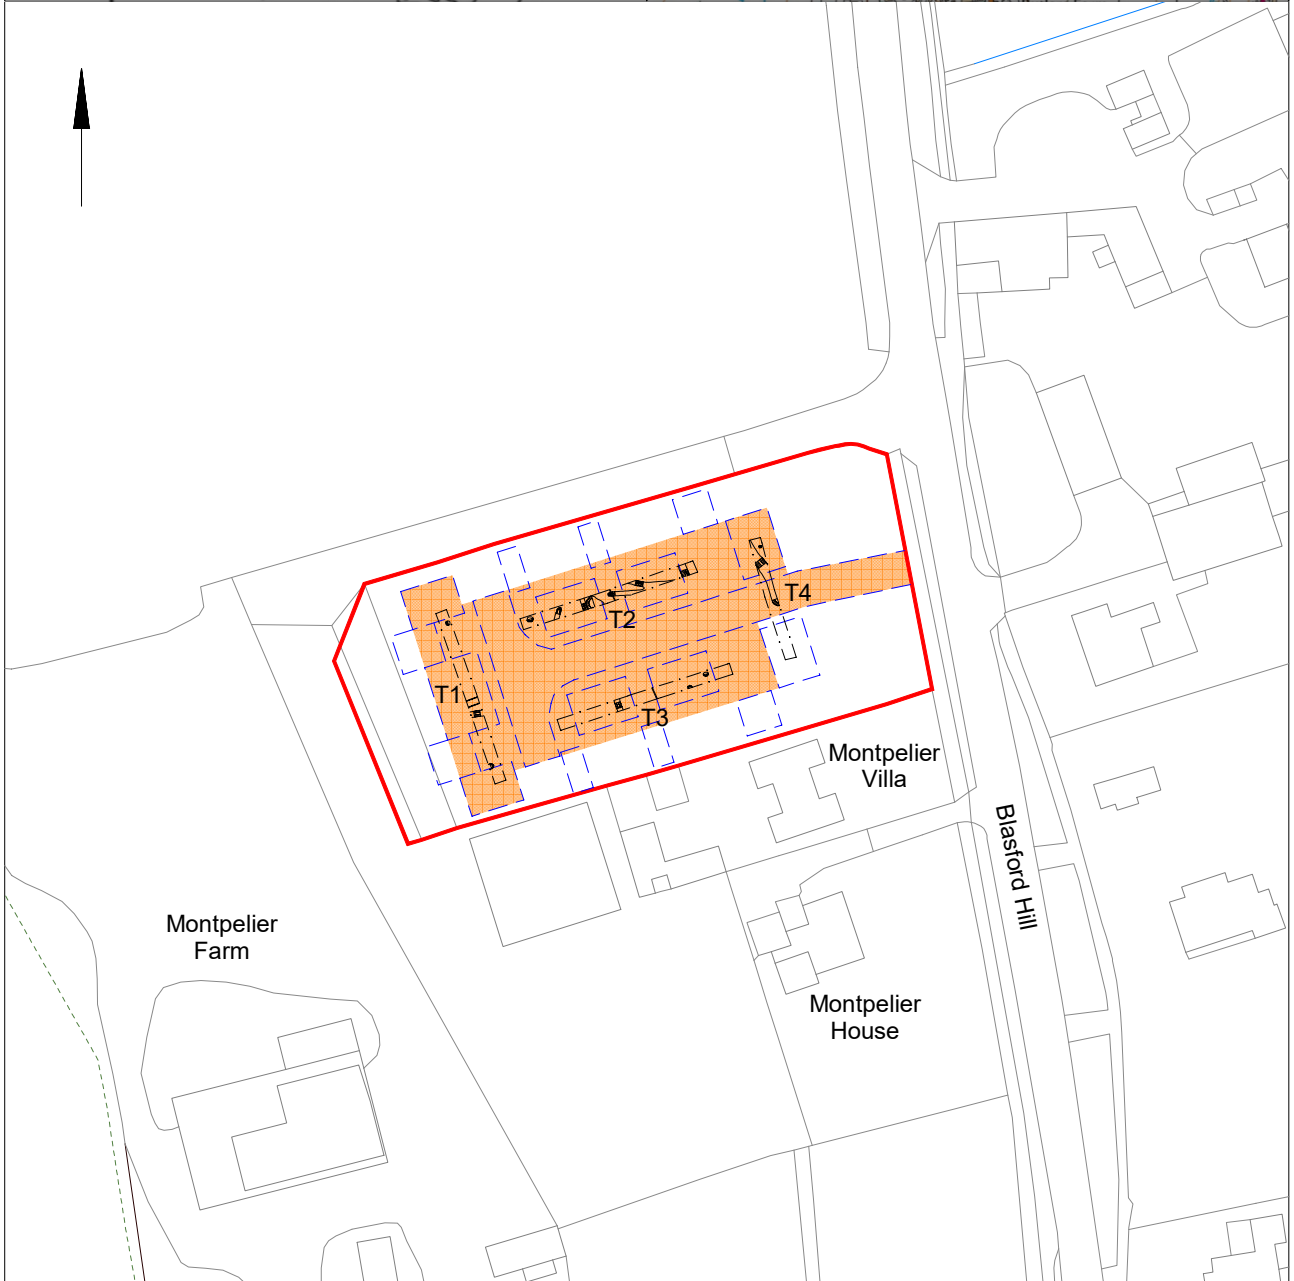 T4
T2
T1
T3
Montpelier
Villa
Blasford Hill
Montpelier
Farm
Montpelier
House